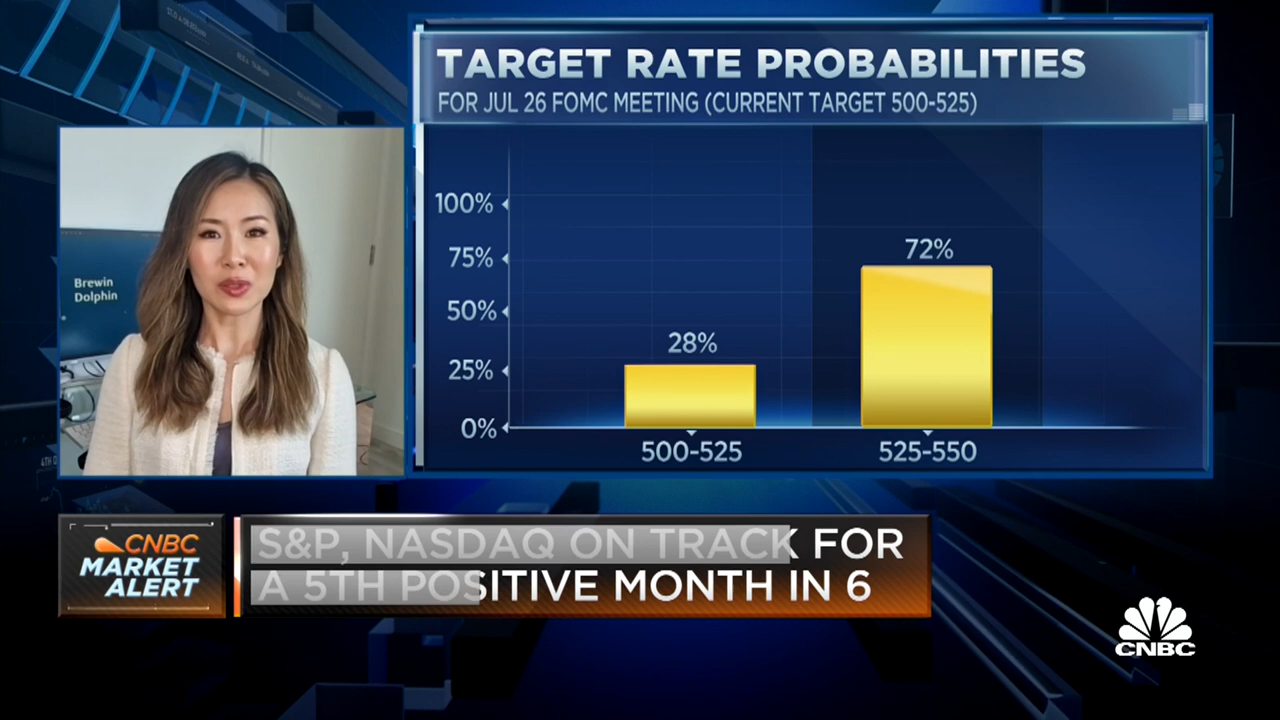 TARGET RATE PROBABILITIES
FOR JUL 26 FOMC MEETING (CURRENT TARGET 500-525)
100%
75%
50%
25%
0%
28%
72%
500-525
525-550
Brewin
Dolphin
CNBC
MARKET
ALERT
S&P, NASDAQ ON TRACK FOR
A 5TH POSITIVE MONTH IN 6
CNBC